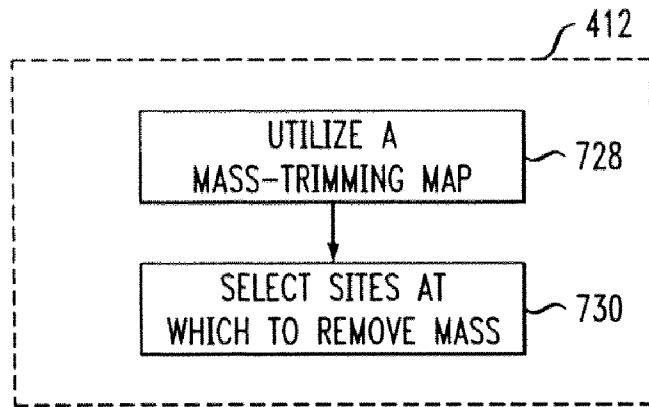 412
UTILIZE A
MASS-TRIMMING MAP
728
SELECT SITES AT
WHICH TO REMOVE MASS
730